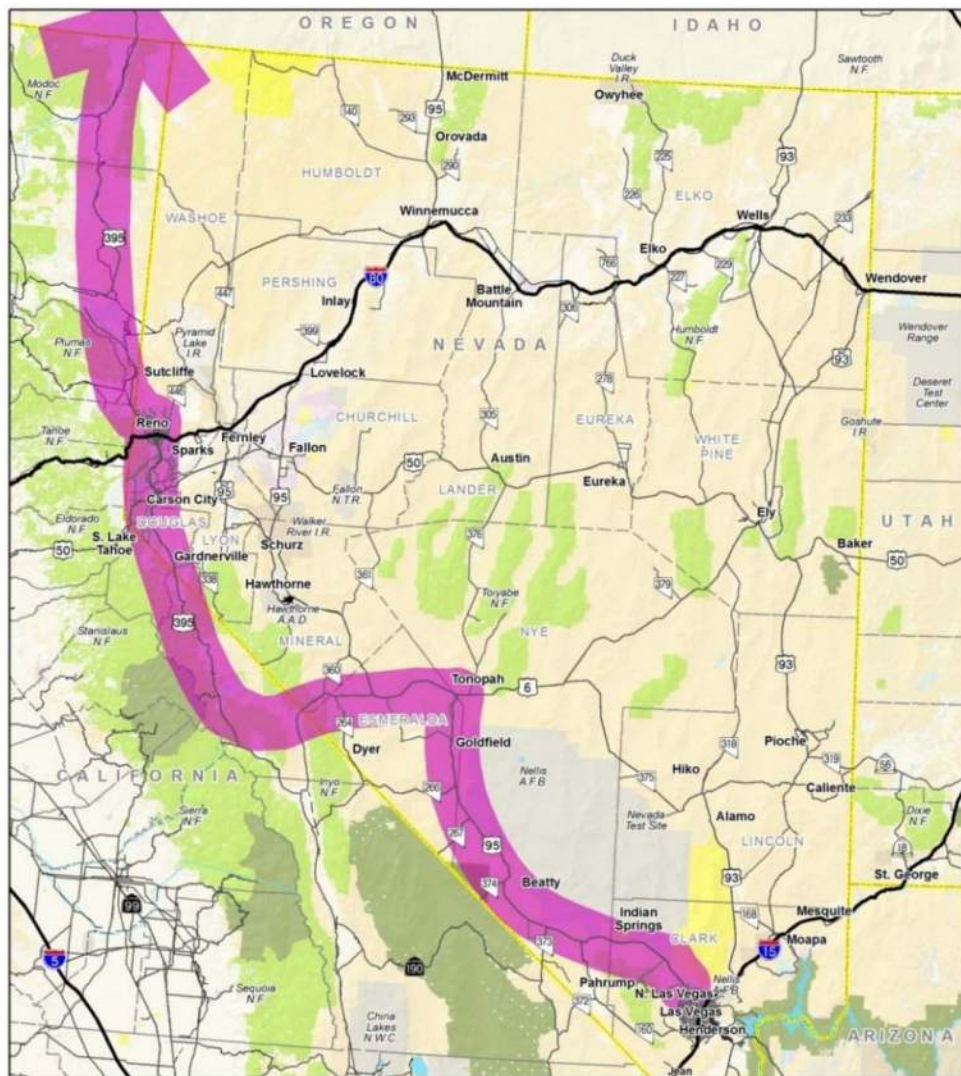 OREGON
IDAHO
Modoc
N.F.
McDermitt
Duck
Valley
I.R.
Sawtooth
N.F.
Owyhee
95
140
293
Orovada
290
225
93
226
HUMBOLDT
ELKO
WASHOE
Winnemucca
Wells
233
395
Elko
PERSHING
80
766
227
229
Wendover
447
Inlay
Battle
Mountain
306
Pyramid
Lake
I.R.
399
Humboldt
N.F.
Wendover
Range
Plumas
N.F.
NEVADA
93
Sutcliffe
Lovelock
278
Deseret
Test
Center
446
CHURCHILL
305
EUREKA
Goshute
I.R.
Reno
WHITE
PINE
Tahoe
N.F.
Sparks
Fernley
Fallon
50
Austin
Eureka
Carson City
95
95
Fallon
N.T.R.
LANDER
Ely
Eldorado
N.F.
DOUGLAS
Walker
River I.R.
UTAH
S. Lake
Tahoe
LYON
Schurz
376
Baker
50
50
Gardnerville
338
Hawthorne
361
379
Hawthorne
A.A.D.
Toiyabe
N.F.
395
Stanislaus
N.F.
MINERAL
NYE
93
360
Tonopah
6
264
ESMERALDA
Dyer
Goldfield
318
Pioche
319
56
CALIFORNIA
Inyo
N.F.
Nellis
A.F.B
375
Hiko
Caliente
266
Sierra
N.F.
Nevada
Test Site
Alamo
Dixie
N.F.
267
95
LINCOLN
18
374
Beatty
93
St. George
99
Indian
Springs
168
Mesquite
5
373
CLARK
15
Moapa
190
Pahrump
Nellis
A.F.B
Sequoia
N.F.
372
N. Las Vegas
Las Vegas
160
Henderson
ARIZONA
China
Lakes
N.W.C
Jean